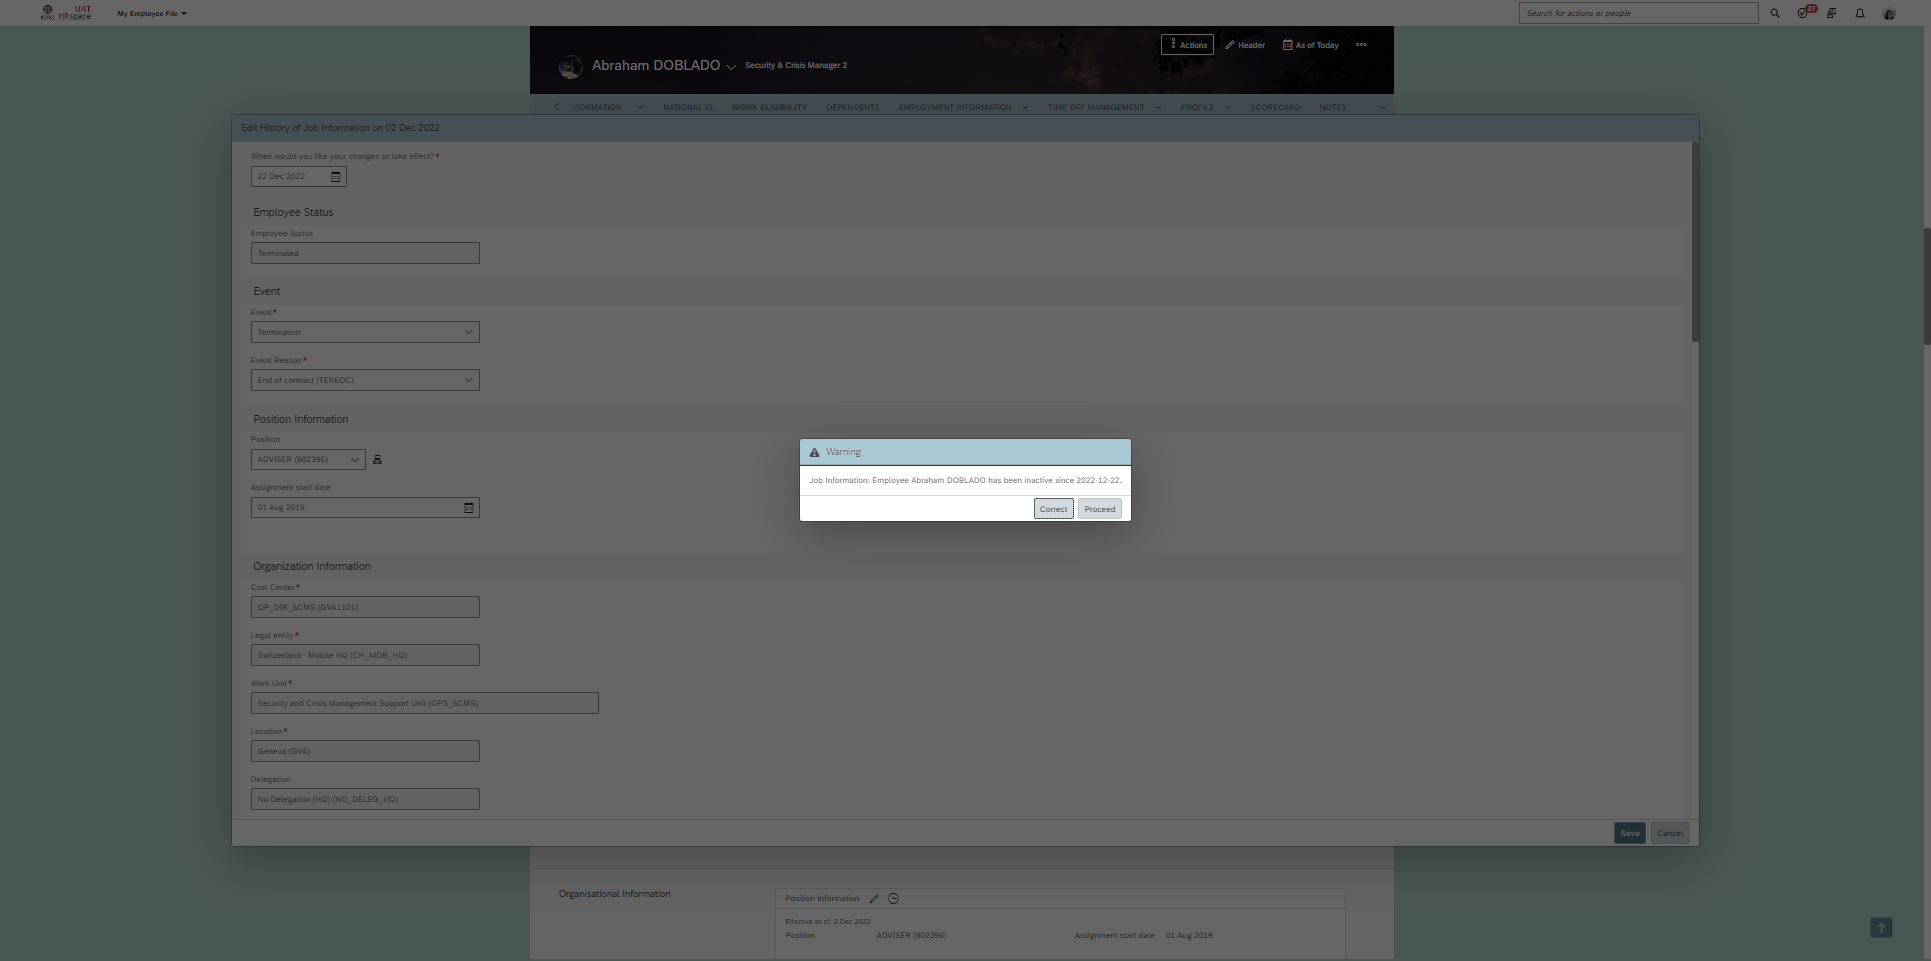 UAT
ICRC HRspace
My Employee File
Search for actions or people
37
Actions
Header
As of Today
Abraham DOBLADO
Security & Crisis Manager 2
FORMATION
NATIONAL ID
WORK ELIGIBILITY
DEPENDENTS
EMPLOYMENT INFORMATION
TIME OFF MANAGEMENT
PROFILE
SCORECARD
NOTES
Edit History of Job Information on 02 Dec 2022
When would you like your changes to take effect?*
22 Dec 2022
Employee Status
Employee Status
Terminated
Event
Event*
Termination
Event Reason*
End of contract (TEREOC)
Position Information
Position
ADVISER (802396)
Assignment start date
01 Aug 2019
Warning
Job Information: Employee Abraham DOBLADO has been inactive since 2022-12-22.
Correct
Proceed
Organization Information
Cost Center*
OP_DIR_SCMS (GVA1101)
Legal entity*
Switzerland - Mobile HQ (CH_MOB_HQ)
Work Unit*
Security and Crisis Management Support Unit (OPS_SCMS)
Location*
Geneva (GVA)
Delegation
No Delegation (HQ) (NO_DELEG_HQ)
Save
Cancel
Organisational Information
Position Information
Effective as of: 2 Dec 2022
Position
ADVISER (802396)
Assignment start date
01 Aug 2019